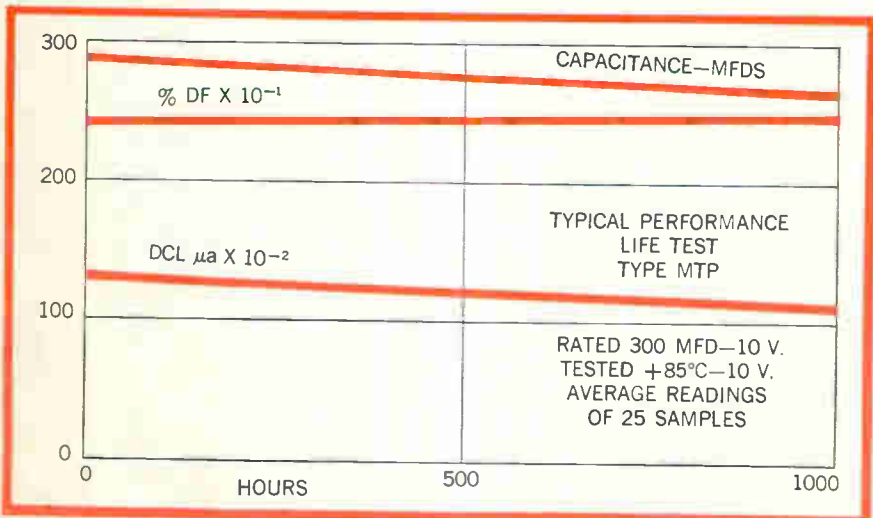 300
CAPACITANCE—MFDS
% DF X 10⁻¹
200
DCL µa X 10⁻²
TYPICAL PERFORMANCE
LIFE TEST
TYPE MTP
100
RATED 300 MFD—10 V.
TESTED +85°C—10 V.
AVERAGE READINGS
OF 25 SAMPLES
0
0
HOURS
500
1000